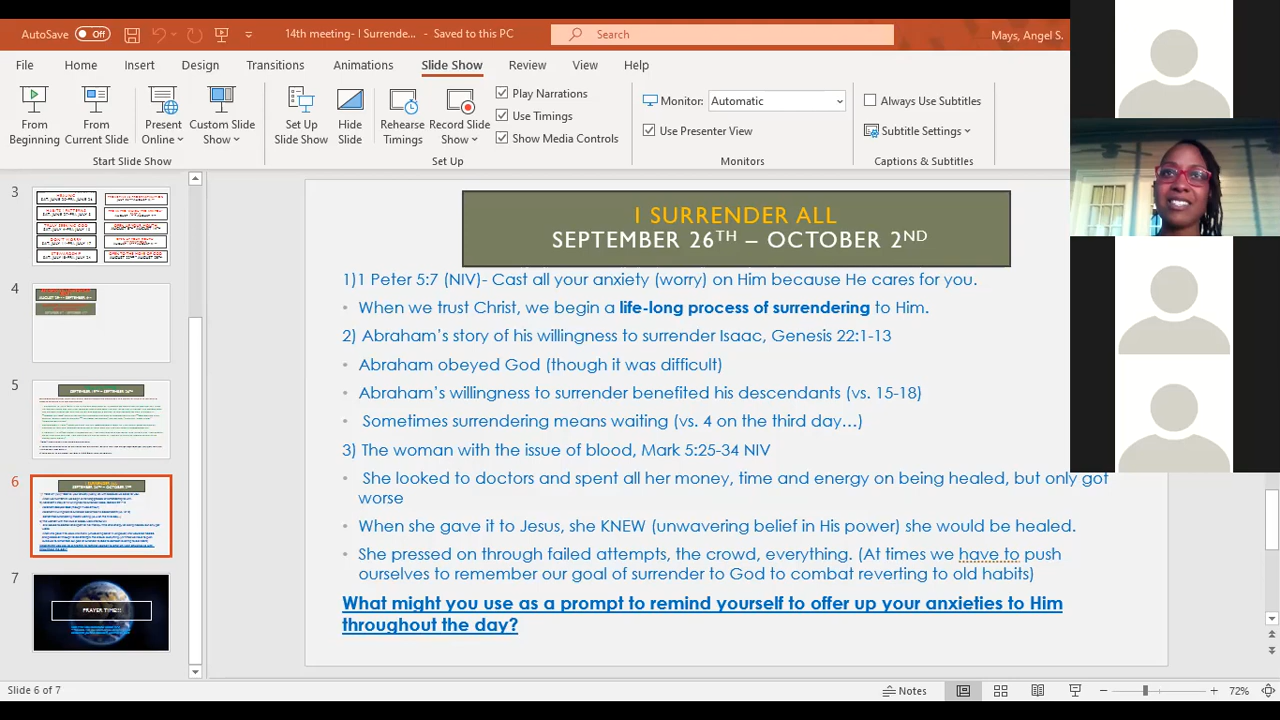 AutoSave Off 14th meeting- I Surrende... - Saved to this PC Search Mays, Angel S.
File Home Insert Design Transitions Animations Slide Show Review View Help
From Beginning
From Current Slide
Present Online
Custom Slide Show
Start Slide Show
Set Up Slide Show
Hide Slide
Rehearse Timings
Record Slide Show
Play Narrations
Use Timings
Show Media Controls
Set Up
Monitor: Automatic
Use Presenter View
Monitors
Always Use Subtitles
Subtitle Settings
Captions & Subtitles
3
4
5
6
7
PRAYER TIME!!!
I SURRENDER ALL
SEPTEMBER 26TH – OCTOBER 2ND
1)1 Peter 5:7 (NIV)- Cast all your anxiety (worry) on Him because He cares for you.
• When we trust Christ, we begin a life-long process of surrendering to Him.
2) Abraham’s story of his willingness to surrender Isaac, Genesis 22:1-13
• Abraham obeyed God (though it was difficult)
• Abraham’s willingness to surrender benefited his descendants (vs. 15-18)
• Sometimes surrendering means waiting (vs. 4 on the third day…)
3) The woman with the issue of blood, Mark 5:25-34 NIV
• She looked to doctors and spent all her money, time and energy on being healed, but only got
worse
• When she gave it to Jesus, she KNEW (unwavering belief in His power) she would be healed.
• She pressed on through failed attempts, the crowd, everything. (At times we have to push
ourselves to remember our goal of surrender to God to combat reverting to old habits)
What might you use as a prompt to remind yourself to offer up your anxieties to Him
throughout the day?
Slide 6 of 7 Notes 72%